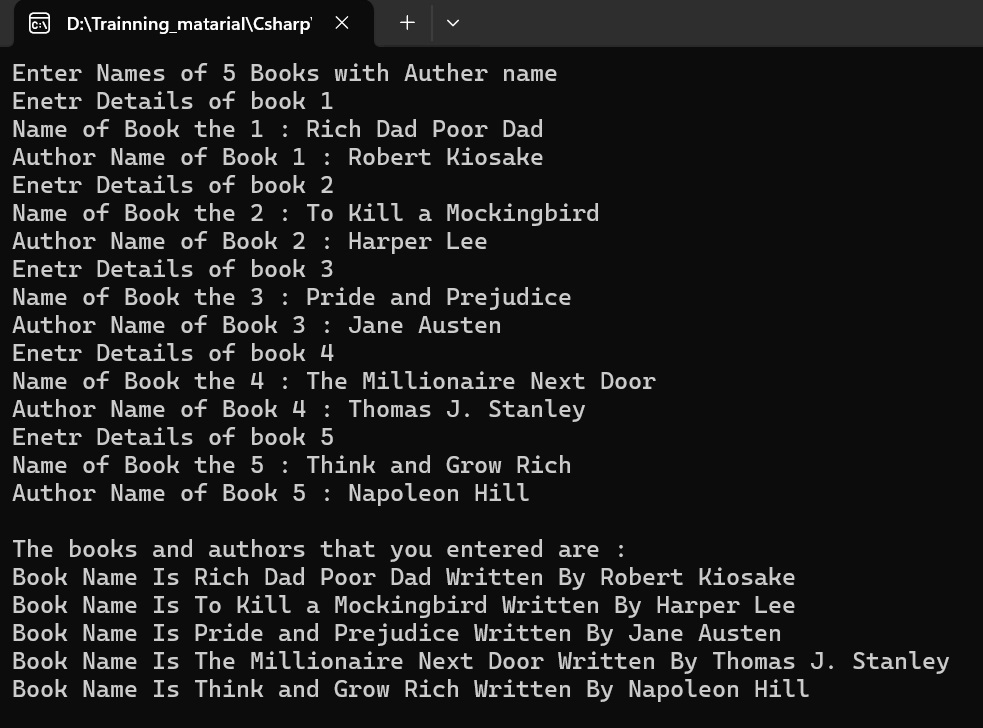 D:\Trainning_matarial\Csharp\
Enter Names of 5 Books with Auther name
Enetr Details of book 1
Name of Book the 1 : Rich Dad Poor Dad
Author Name of Book 1 : Robert Kiosake
Enetr Details of book 2
Name of Book the 2 : To Kill a Mockingbird
Author Name of Book 2 : Harper Lee
Enetr Details of book 3
Name of Book the 3 : Pride and Prejudice
Author Name of Book 3 : Jane Austen
Enetr Details of book 4
Name of Book the 4 : The Millionaire Next Door
Author Name of Book 4 : Thomas J. Stanley
Enetr Details of book 5
Name of Book the 5 : Think and Grow Rich
Author Name of Book 5 : Napoleon Hill

The books and authors that you entered are :
Book Name Is Rich Dad Poor Dad Written By Robert Kiosake
Book Name Is To Kill a Mockingbird Written By Harper Lee
Book Name Is Pride and Prejudice Written By Jane Austen
Book Name Is The Millionaire Next Door Written By Thomas J. Stanley
Book Name Is Think and Grow Rich Written By Napoleon Hill